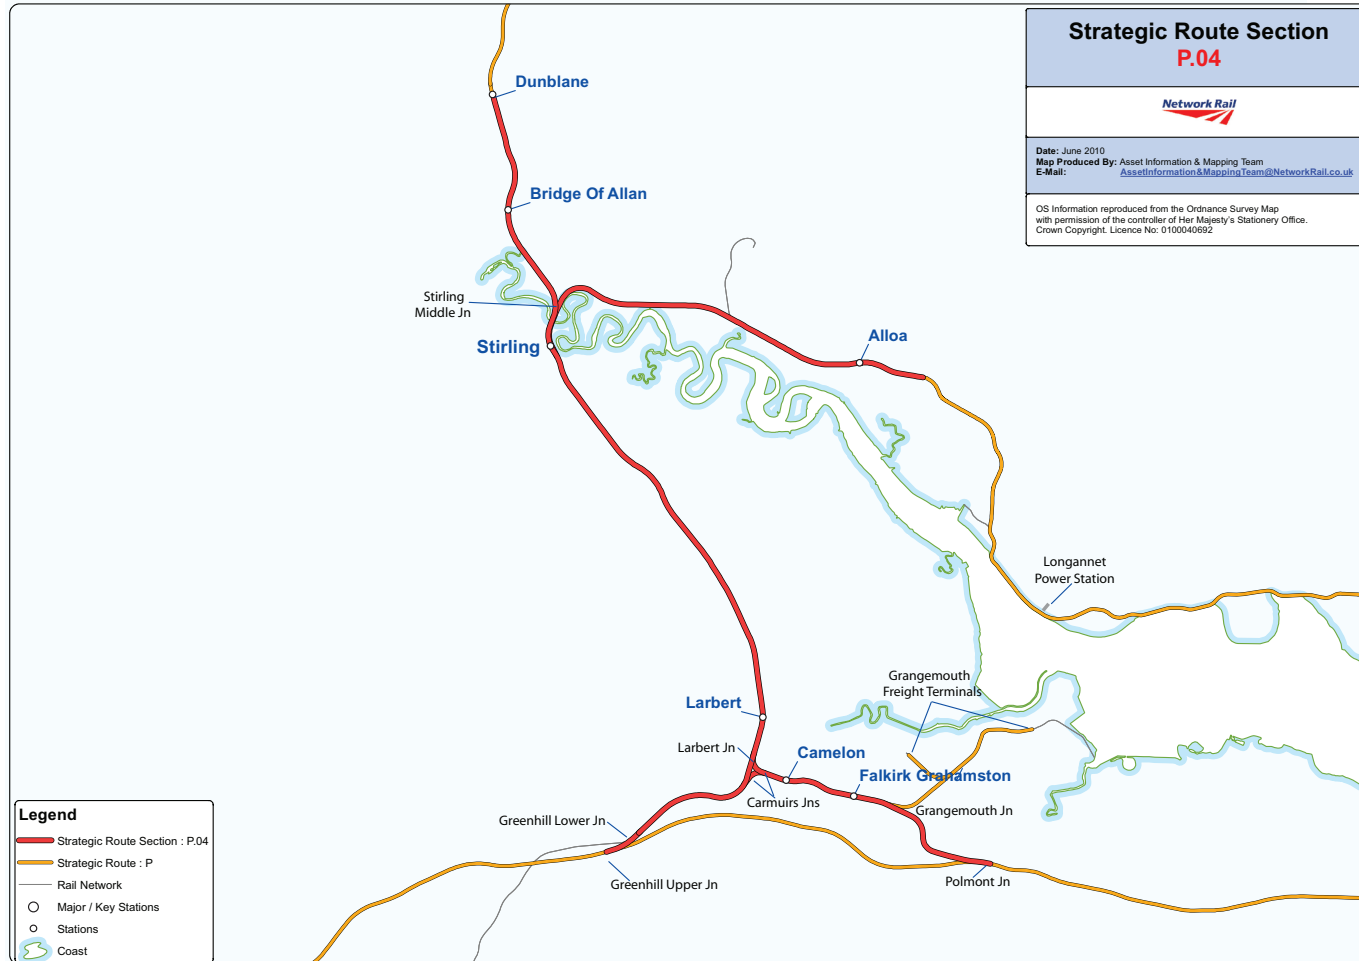 Strategic Route Section
P.04
Network Rail
Date: June 2010
Map Produced By: Asset Information & Mapping Team
E-Mail: AssetInformation&MappingTeam@NetworkRail.co.uk
OS Information reproduced from the Ordnance Survey Map
with permission of the controller of Her Majesty's Stationery Office.
Crown Copyright. Licence No: 0100040692
Dunblane
Bridge Of Allan
Stirling
Middle Jn
Stirling
Alloa
Longannet
Power Station
Grangemouth
Freight Terminals
Larbert
Larbert Jn
Camelon
Falkirk Grahamston
Carmuirs Jns
Grangemouth Jn
Greenhill Lower Jn
Greenhill Upper Jn
Polmont Jn
Legend
Strategic Route Section : P.04
Strategic Route : P
Rail Network
Major / Key Stations
Stations
Coast